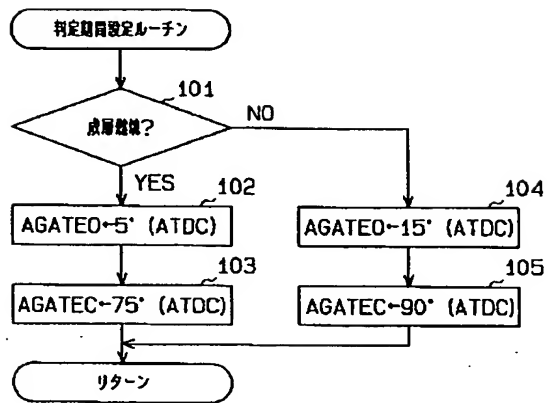 判定期間設定ルーチン
101
成層燃焼?
NO
YES
102
104
AGATEO←5° (ATDC)
AGATEO←15° (ATDC)
103
105
AGATEC←75° (ATDC)
AGATEC←90° (ATDC)
リターン